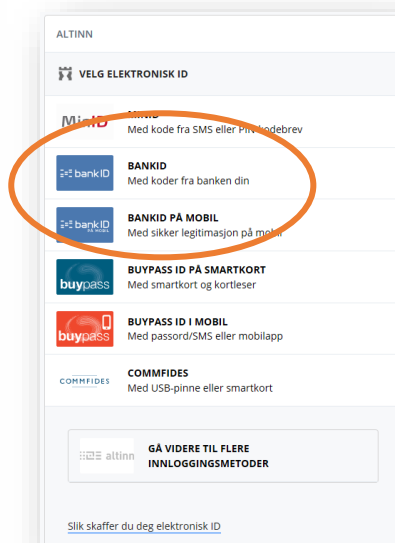 ALTINN
VELG ELEKTRONISK ID
MinID
MINID
Med kode fra SMS eller PIN-kodebrev
bankID
BANKID
Med koder fra banken din
bankID
PÅ MOBIL
BANKID PÅ MOBIL
Med sikker legitimasjon på mobil
buypass
BUYPASS ID PÅ SMARTKORT
Med smartkort og kortleser
buypass
BUYPASS ID I MOBIL
Med passord/SMS eller mobilapp
COMMFIDES
COMMFIDES
Med USB-pinne eller smartkort
altinn
GÅ VIDERE TIL FLERE
INNLOGGINGSMETODER
Slik skaffer du deg elektronisk ID